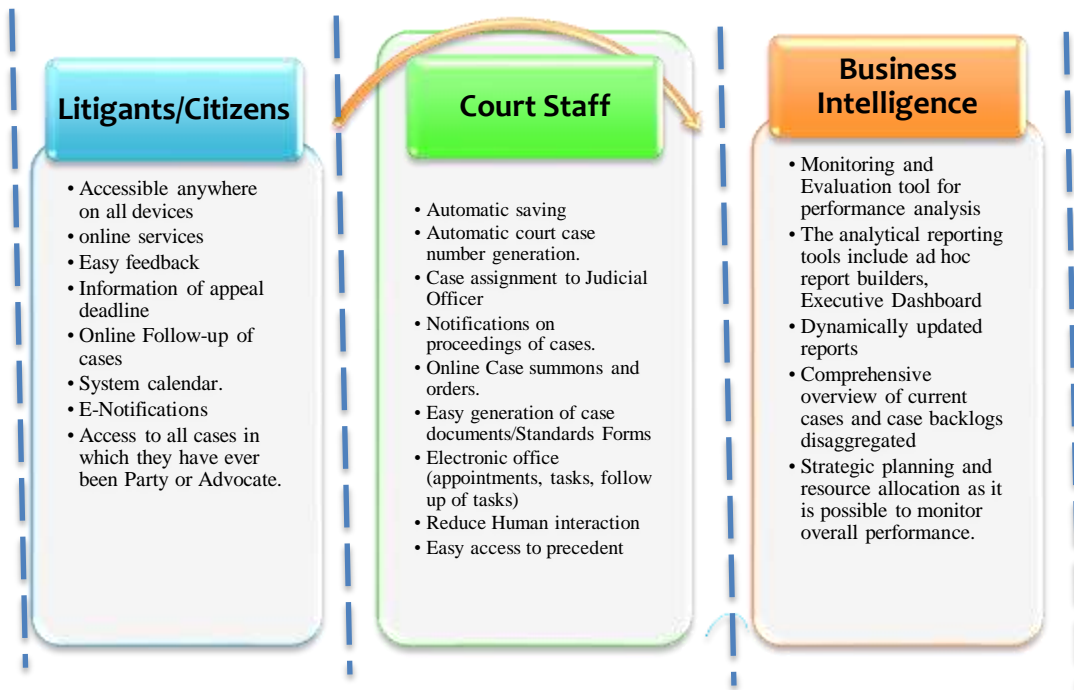 Litigants/Citizens
• Accessible anywhere
on all devices
• online services
• Easy feedback
• Information of appeal
deadline
• Online Follow-up of
cases
• System calendar.
• E-Notifications
• Access to all cases in
which they have ever
been Party or Advocate.
Court Staff
• Automatic saving
• Automatic court case
number generation.
• Case assignment to Judicial
Officer
• Notifications on
proceedings of cases.
• Online Case summons and
orders.
• Easy generation of case
documents/Standards Forms
• Electronic office
(appointments, tasks, follow
up of tasks)
• Reduce Human interaction
• Easy access to precedent
Business
Intelligence
• Monitoring and
Evaluation tool for
performance analysis
• The analytical reporting
tools include ad hoc
report builders,
Executive Dashboard
• Dynamically updated
reports
• Comprehensive
overview of current
cases and case backlogs
disaggregated
• Strategic planning and
resource allocation as it
is possible to monitor
overall performance.